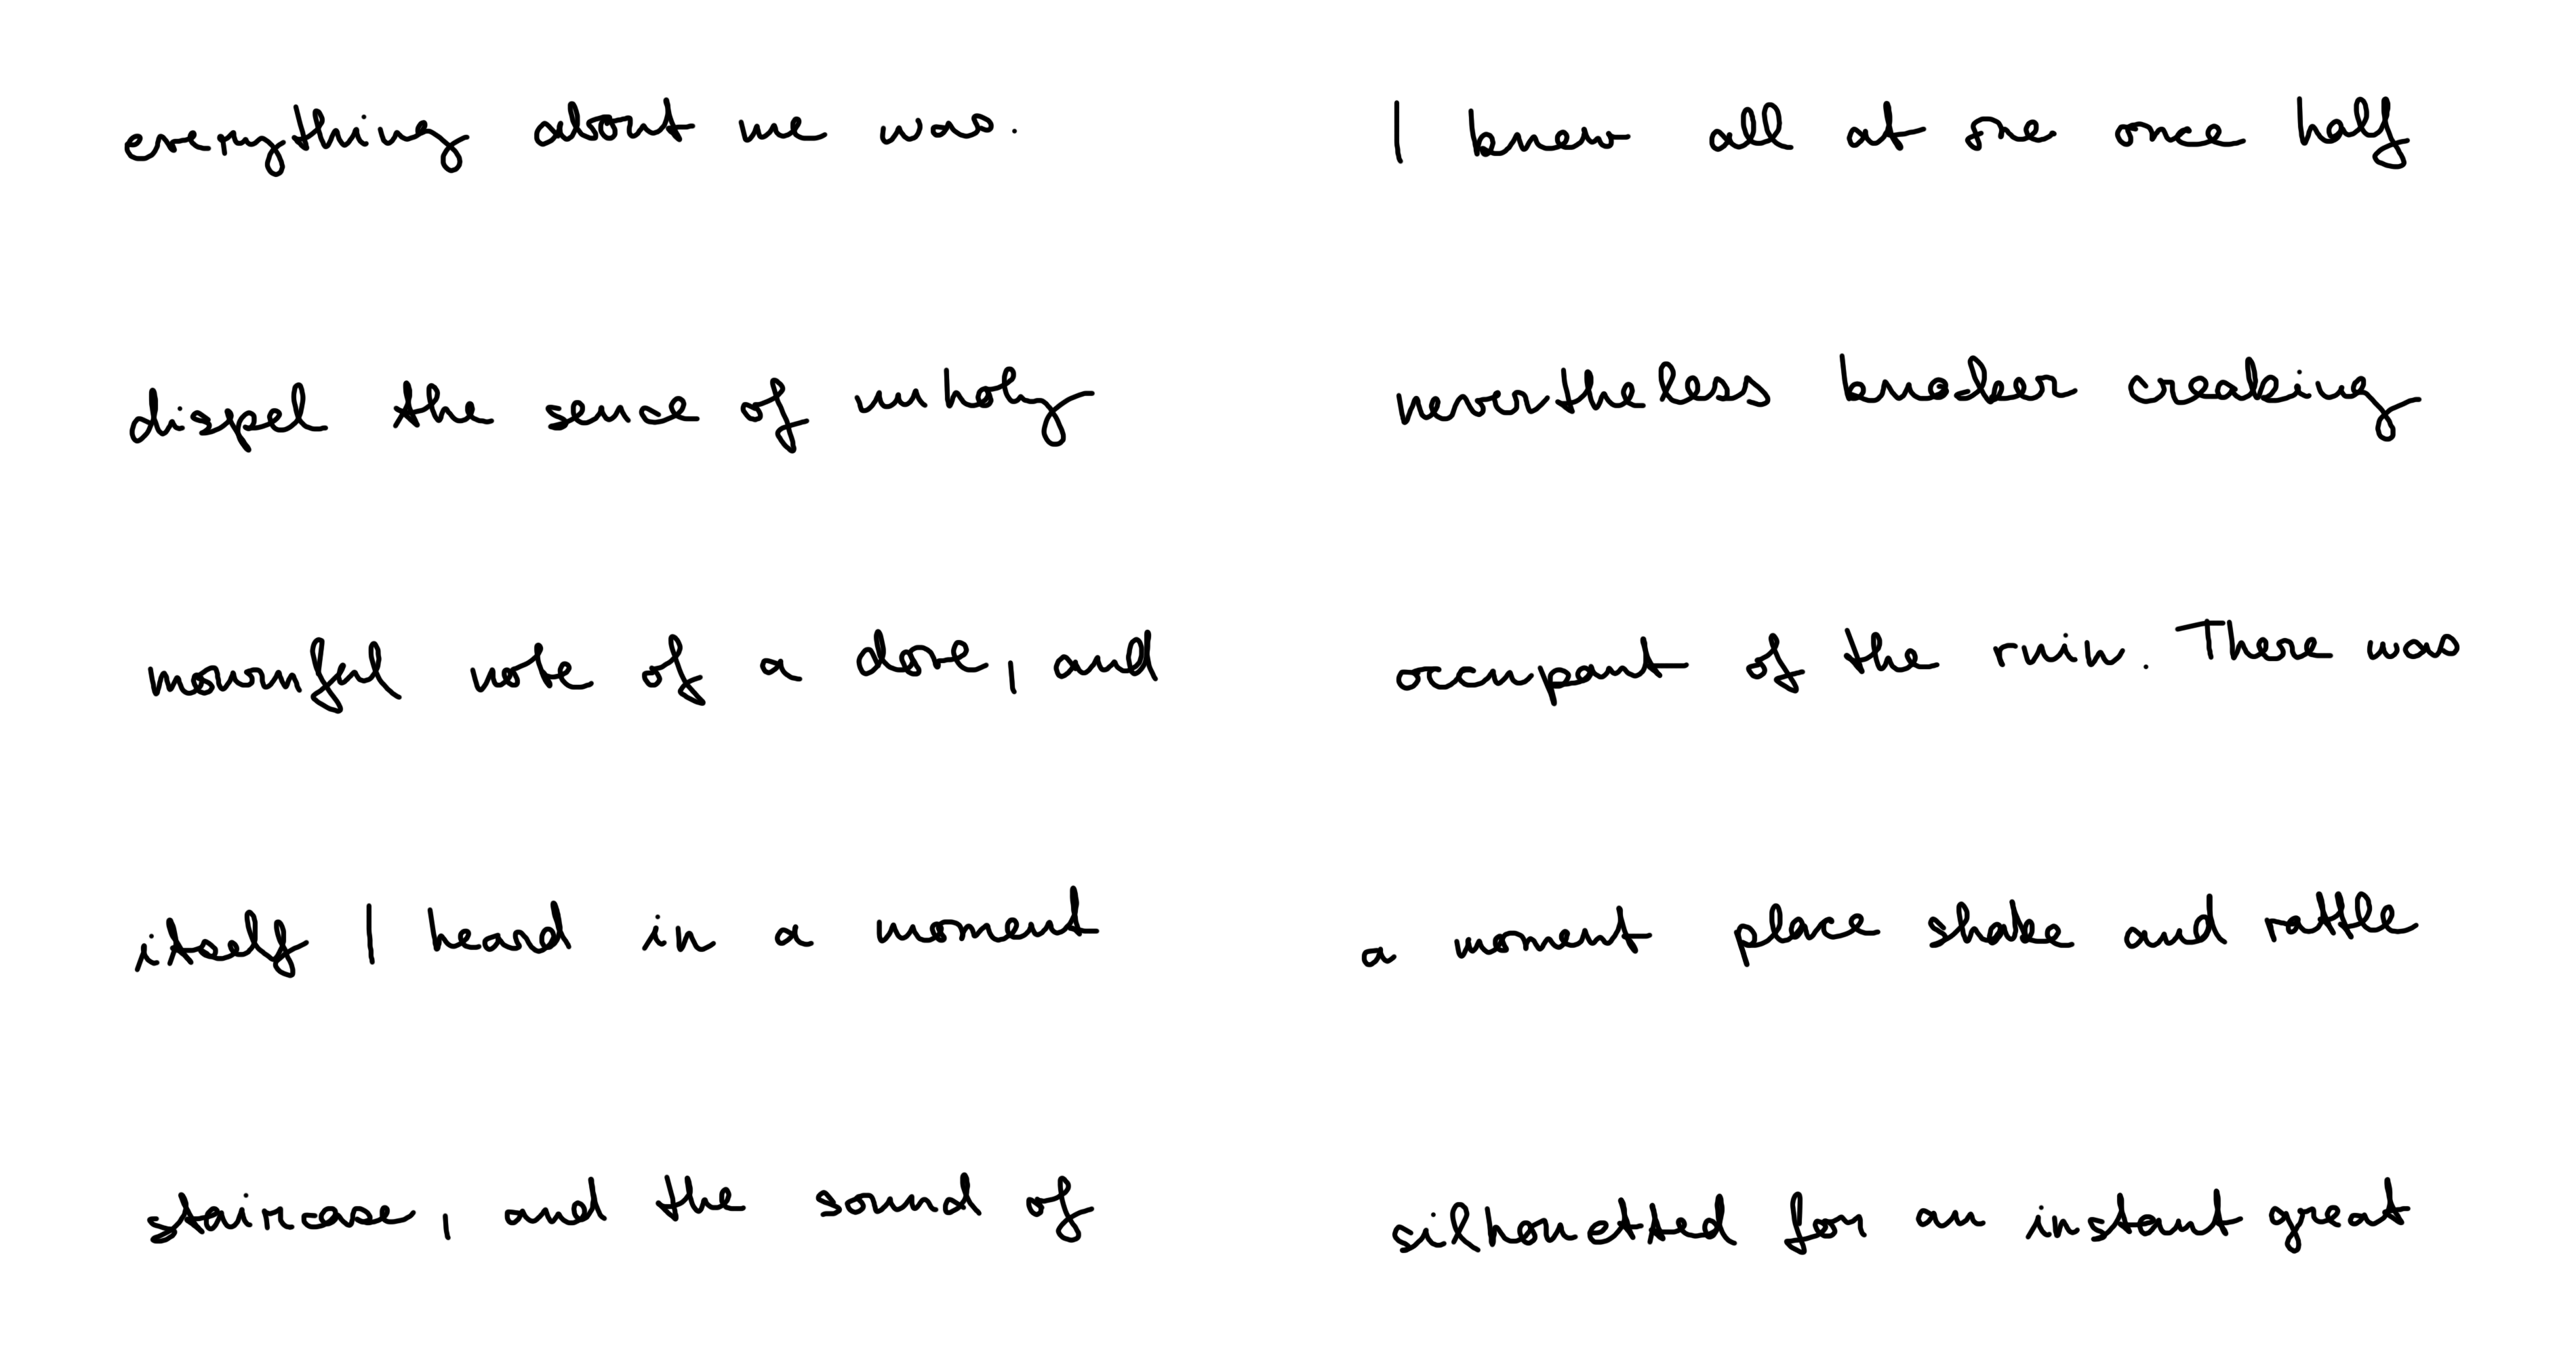 everything about me was.
I knew all at one once half
dispel the sence of unholy
nevertheless knocker creaking
mournful note of a dove, and
occupant of the ruin. There was
itself I heard in a moment
a moment place shake and rattle
staircase, and the sound of
silhouetted for an instant great